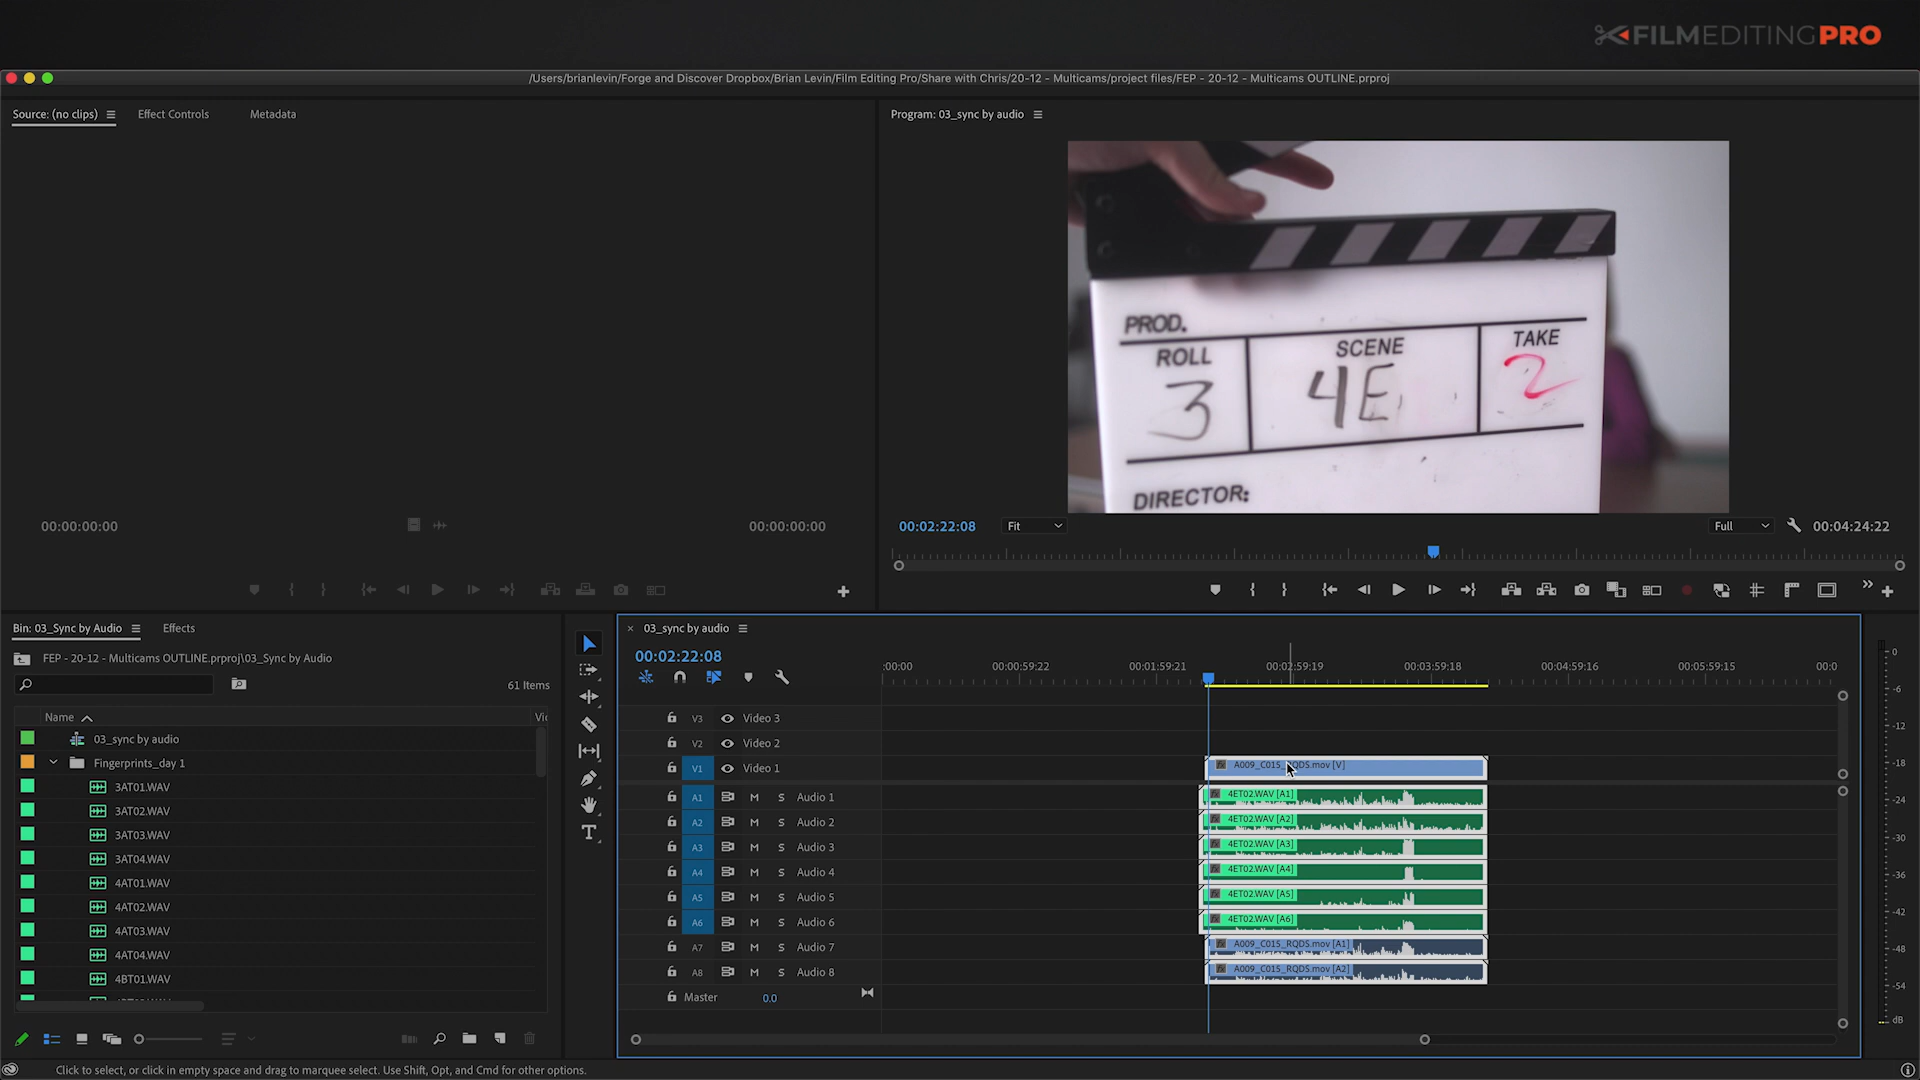 FILMEDITINGPRO
/Users/brianlevin/Forge and Discover Dropbox/Brian Levin/Film Editing Pro/Share with Chris/20-12 - Multicams/project files/FEP - 20-12 - Multicams OUTLINE.prproj
Source: (no clips)
Effect Controls
Metadata
Program: 03_sync by audio
PROD.
ROLL
SCENE
TAKE
3
4E
2
DIRECTOR:
00:00:00:00
00:00:00:00
00:02:22:08
Fit
Full
00:04:24:22
Bin: 03_Sync by Audio
Effects
FEP - 20-12 - Multicams OUTLINE.prproj\03_Sync by Audio
61 Items
Name
03_sync by audio
Fingerprints_day 1
3AT01.WAV
3AT02.WAV
3AT03.WAV
3AT04.WAV
4AT01.WAV
4AT02.WAV
4AT03.WAV
4AT04.WAV
4BT01.WAV
03_sync by audio
00:02:22:08
:00:00
00:00:59:22
00:01:59:21
00:02:59:19
00:03:59:18
00:04:59:16
00:05:59:15
00:0
V3 Video 3
V2 Video 2
V1 Video 1
A1 M S Audio 1
A2 M S Audio 2
A3 M S Audio 3
A4 M S Audio 4
A5 M S Audio 5
A6 M S Audio 6
A7 M S Audio 7
A8 M S Audio 8
Master 0.0
fx A009_C015_RQDS.mov [V]
fx 4ET02.WAV [A1]
fx 4ET02.WAV [A2]
fx 4ET02.WAV [A3]
fx 4ET02.WAV [A4]
fx 4ET02.WAV [A5]
fx 4ET02.WAV [A6]
fx A009_C015_RQDS.mov [A1]
fx A009_C015_RQDS.mov [A2]
0
-6
-12
-18
-24
-30
-36
-42
-48
-54
dB
Click to select, or click in empty space and drag to marquee select. Use Shift, Opt, and Cmd for other options.